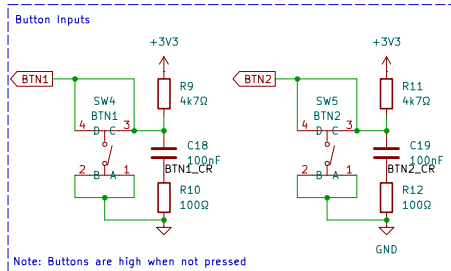 Button Inputs
+3V3
BTN1
R9
4k7Ω
SW4
BTN1
4
D
C
3
2
B
A
1
C18
100nF
BTN1_CR
R10
100Ω
+3V3
BTN2
R11
4k7Ω
SW5
BTN2
4
D
C
3
2
B
A
1
C19
100nF
BTN2_CR
R12
100Ω
GND
Note: Buttons are high when not pressed